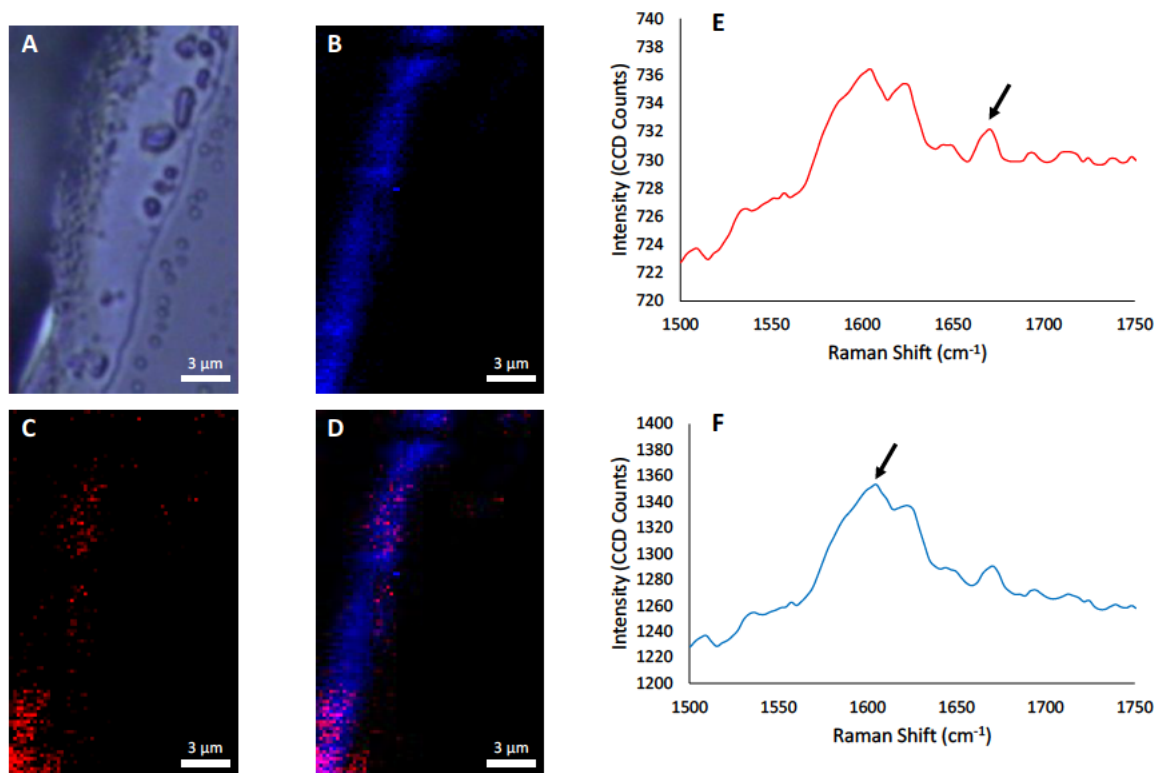 A
3 µm
B
3 µm
C
3 µm
D
3 µm
E
740
738
736
734
732
730
728
726
724
722
720
1500
1550
1600
1650
1700
1750
Intensity (CCD Counts)
Raman Shift (cm⁻¹)
F
1400
1380
1360
1340
1320
1300
1280
1260
1240
1220
1200
1500
1550
1600
1650
1700
1750
Intensity (CCD Counts)
Raman Shift (cm⁻¹)